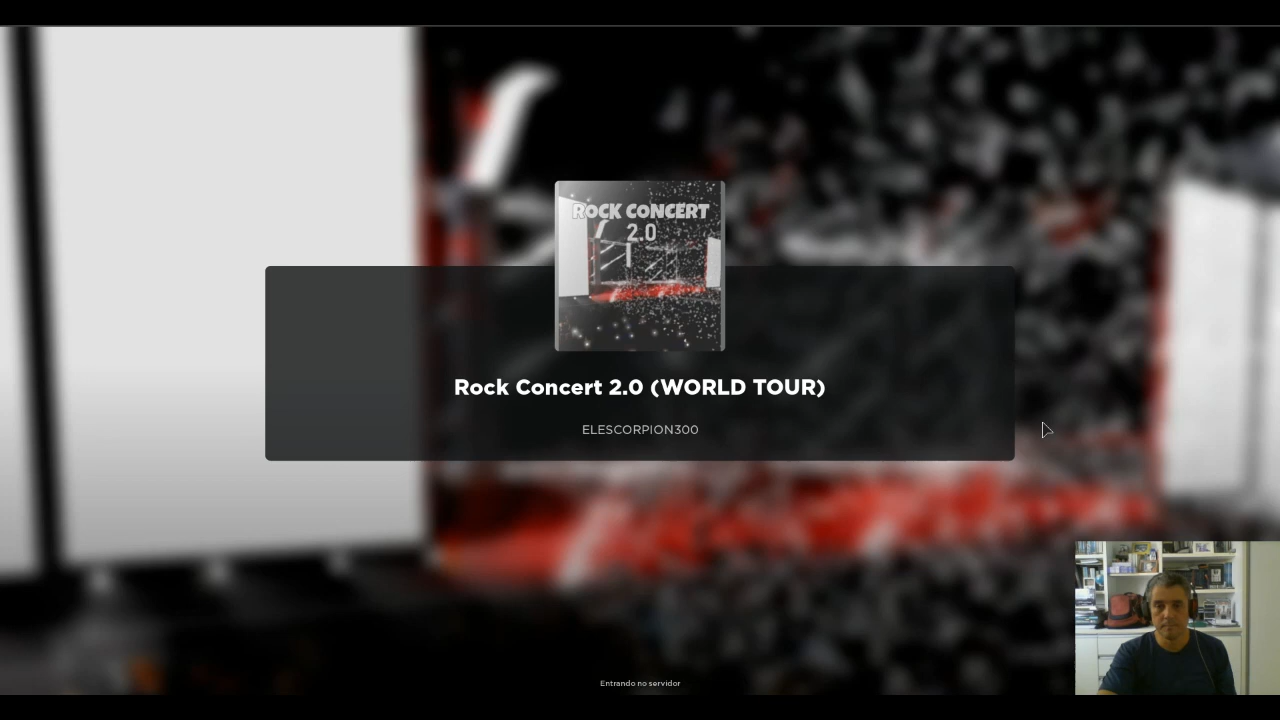 ROCK CONCERT
2.0
Rock Concert 2.0 (WORLD TOUR)
ELESCORPION300
Entrando no servidor